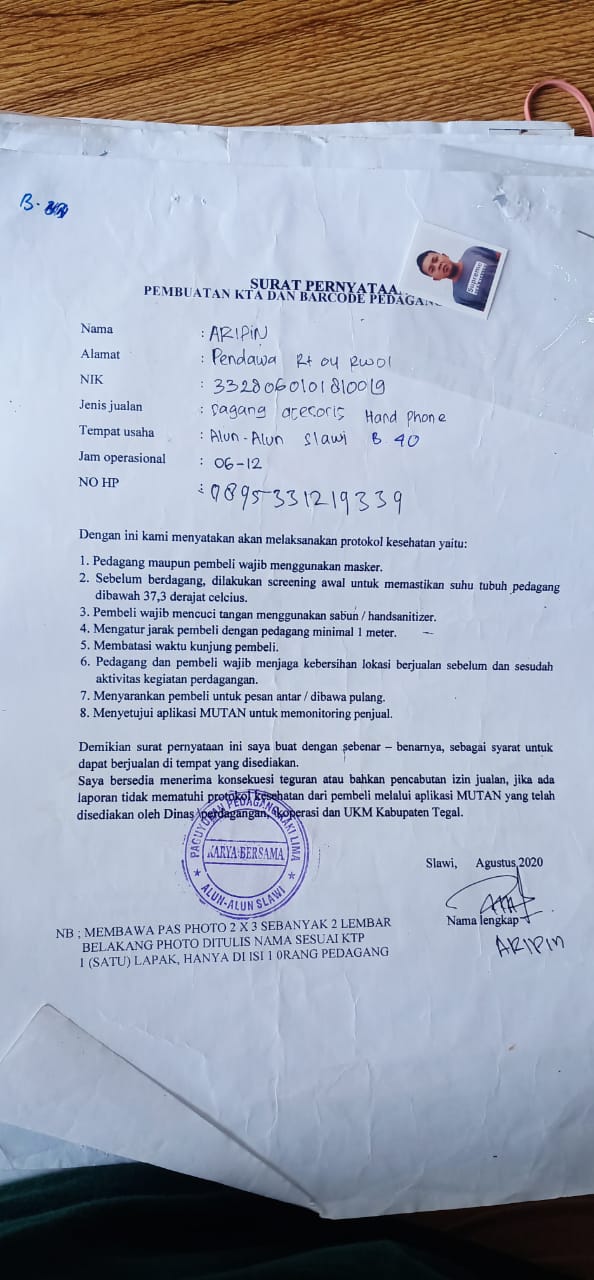 B-
SURAT PERNYATAA
PEMBUATAN KTA DAN BARCODE PEDAGANG
Nama : ARIPIN
Alamat : Pendawa Rt 04 RW01
NIK : 3328060101810019
Jenis jualan : Dagang acecoris Hand Phone
Tempat usaha : Alun-Alun Slawi B 40
Jam operasional : 06-12
NO HP : 0895331219339
Dengan ini kami menyatakan akan melaksanakan protokol kesehatan yaitu:
1. Pedagang maupun pembeli wajib menggunakan masker.
2. Sebelum berdagang, dilakukan screening awal untuk memastikan suhu tubuh pedagang
dibawah 37,3 derajat celcius.
3. Pembeli wajib mencuci tangan menggunakan sabun / handsanitizer.
4. Mengatur jarak pembeli dengan pedagang minimal 1 meter.
5. Membatasi waktu kunjung pembeli.
6. Pedagang dan pembeli wajib menjaga kebersihan lokasi berjualan sebelum dan sesudah
aktivitas kegiatan perdagangan.
7. Menyarankan pembeli untuk pesan antar / dibawa pulang.
8. Menyetujui aplikasi MUTAN untuk memonitoring penjual.
Demikian surat pernyataan ini saya buat dengan sebenar – benarnya, sebagai syarat untuk
dapat berjualan di tempat yang disediakan.
Saya bersedia menerima konsekuesi teguran atau bahkan pencabutan izin jualan, jika ada
laporan tidak mematuhi protokol kesehatan dari pembeli melalui aplikasi MUTAN yang telah
disediakan oleh Dinas perdagangan, koperasi dan UKM Kabupaten Tegal.
PAGUYUBAN PEDAGANG KAKI LIMA
KARYA BERSAMA
ALUN-ALUN SLAWI
Slawi, Agustus 2020
Nama lengkap
ARIPIN
NB ; MEMBAWA PAS PHOTO 2 X 3 SEBANYAK 2 LEMBAR
BELAKANG PHOTO DITULIS NAMA SESUAI KTP
1 (SATU) LAPAK, HANYA DI ISI 1 0RANG PEDAGANG